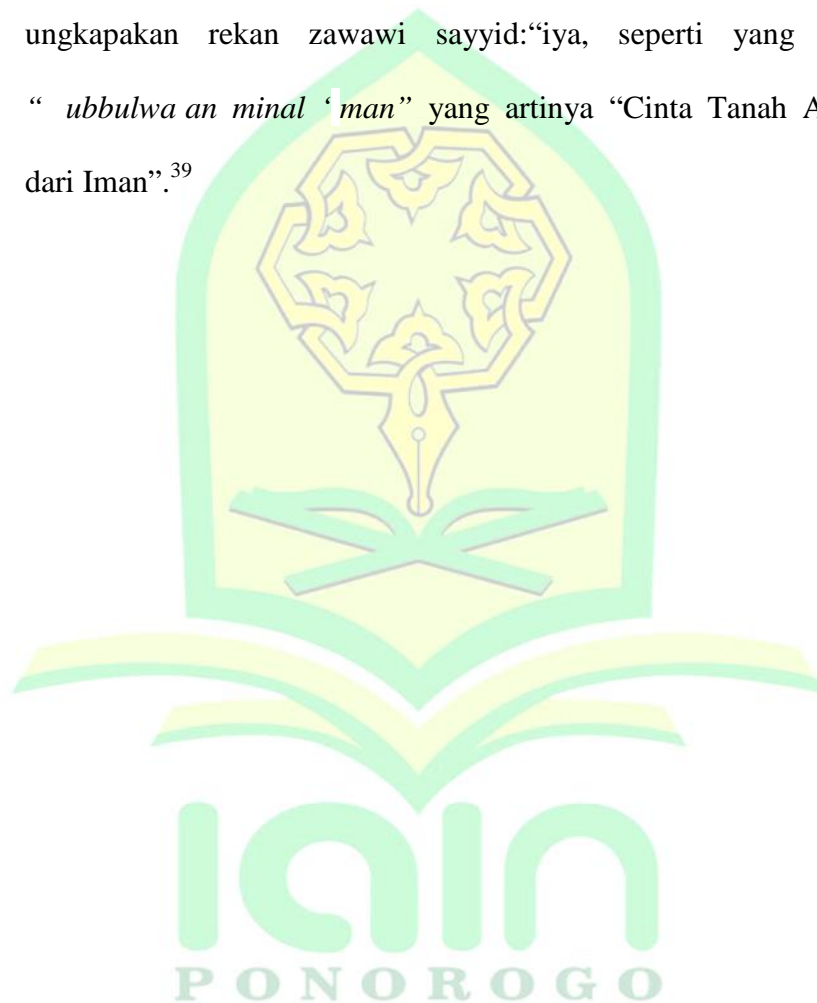 ungkapakan rekan zawawi sayyid:“iya, seperti yang
“ ubbulwa an minal ‘ man” yang artinya “Cinta Tanah A
dari Iman”.39
IAIN
PONOROGO